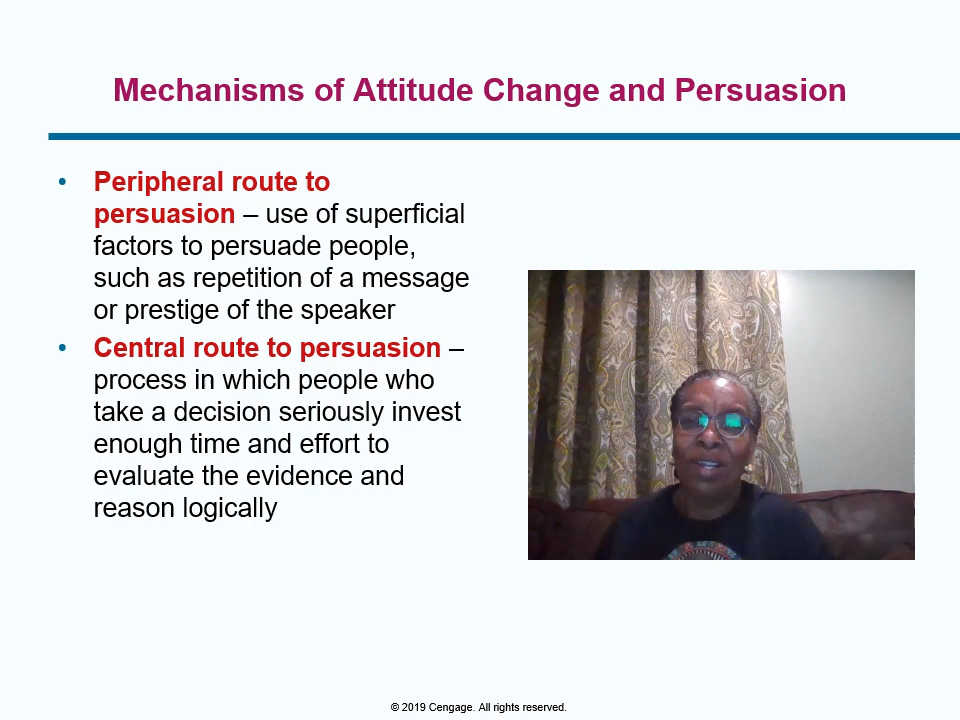 Mechanisms of Attitude Change and Persuasion
• Peripheral route to
persuasion – use of superficial
factors to persuade people,
such as repetition of a message
or prestige of the speaker
• Central route to persuasion –
process in which people who
take a decision seriously invest
enough time and effort to
evaluate the evidence and
reason logically
© 2019 Cengage. All rights reserved.